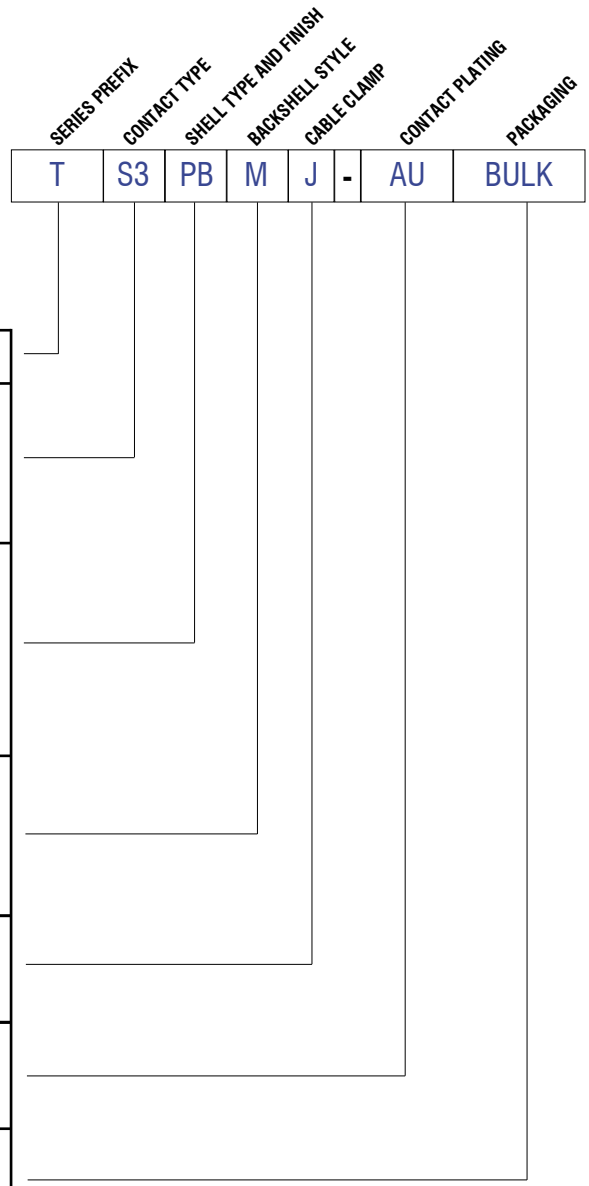 SERIES PREFIX
CONTACT TYPE
SHELL TYPE AND FINISH
BACKSHELL STYLE
CABLE CLAMP
CONTACT PLATING
PACKAGING
T S3 PB M J - AU BULK